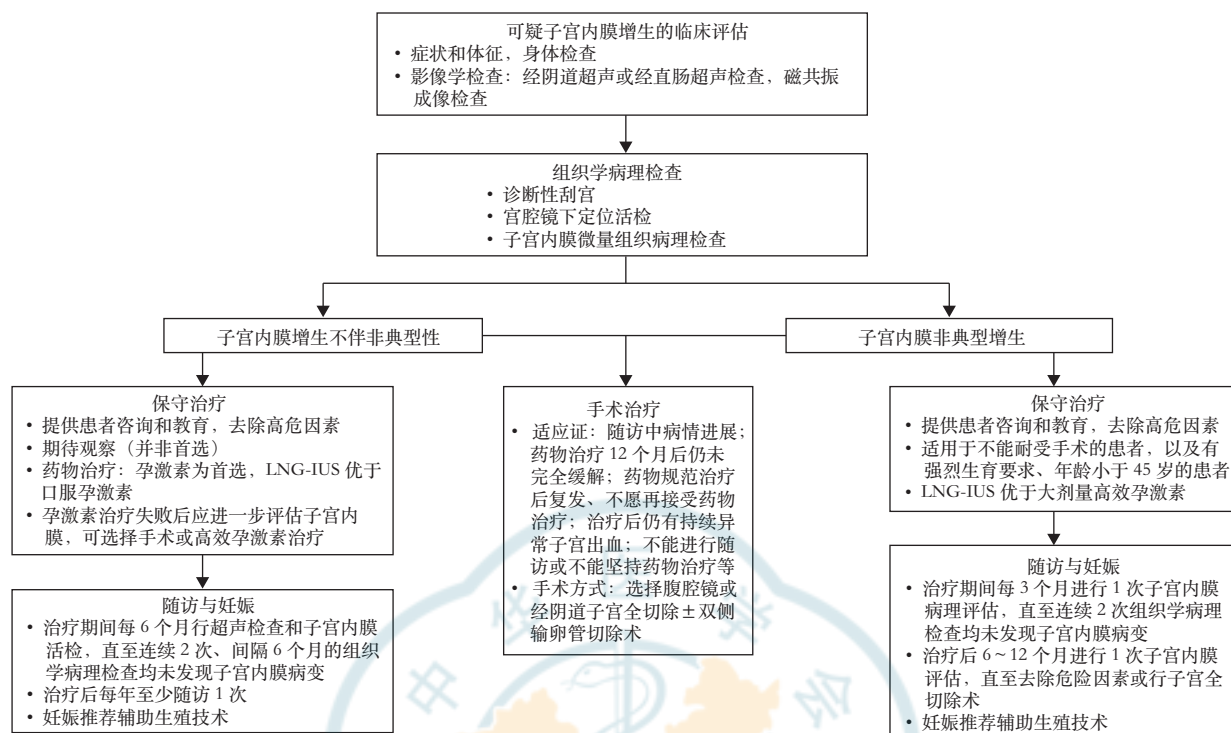 可疑子宫内膜增生的临床评估
• 症状和体征，身体检查
• 影像学检查：经阴道超声或经直肠超声检查，磁共振
成像检查
组织学病理检查
• 诊断性刮宫
• 宫腔镜下定位活检
• 子宫内膜微量组织病理检查
子宫内膜增生不伴非典型性
子宫内膜非典型增生
保守治疗
• 提供患者咨询和教育，去除高危因素
• 期待观察（并非首选）
• 药物治疗：孕激素为首选，LNG-IUS 优于
口服孕激素
• 孕激素治疗失败后应进一步评估子宫内
膜，可选择手术或高效孕激素治疗
随访与妊娠
• 治疗期间每 6 个月行超声检查和子宫内膜
活检，直至连续 2 次、间隔 6 个月的组织
学病理检查均未发现子宫内膜病变
• 治疗后每年至少随访 1 次
• 妊娠推荐辅助生殖技术
手术治疗
• 适应证：随访中病情进展；
药物治疗 12 个月后仍未
完全缓解；药物规范治疗
后复发、不愿再接受药物
治疗；治疗后仍有持续异
常子宫出血；不能进行随
访或不能坚持药物治疗等
• 手术方式：选择腹腔镜或
经阴道子宫全切除±双侧
输卵管切除术
保守治疗
• 提供患者咨询和教育，去除高危因素
• 适用于不能耐受手术的患者，以及有
强烈生育要求、年龄小于 45 岁的患者
• LNG-IUS 优于大剂量高效孕激素
随访与妊娠
• 治疗期间每 3 个月进行 1 次子宫内膜
病理评估，直至连续 2 次组织学病理
检查均未发现子宫内膜病变
• 治疗后 6~12 个月进行 1 次子宫内膜
评估，直至去除危险因素或行子宫全
切除术
• 妊娠推荐辅助生殖技术
中华医学会